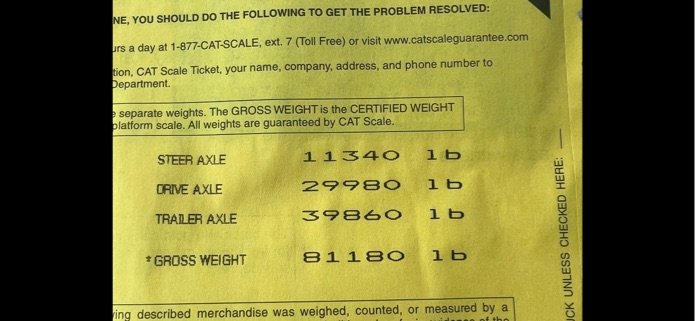 NE, YOU SHOULD DO THE FOLLOWING TO GET THE PROBLEM RESOLVED:
urs a day at 1-877-CAT-SCALE, ext. 7 (Toll Free) or visit www.catscaleguarantee.com
tion, CAT Scale Ticket, your name, company, address, and phone number to
Department.
separate weights. The GROSS WEIGHT is the CERTIFIED WEIGHT
platform scale. All weights are guaranteed by CAT Scale.
STEER AXLE 11340 lb
DRIVE AXLE 29980 lb
TRAILER AXLE 39860 lb
* GROSS WEIGHT 81180 lb
ing described merchandise was weighed, counted, or measured by a
UNLESS CHECKED HERE: